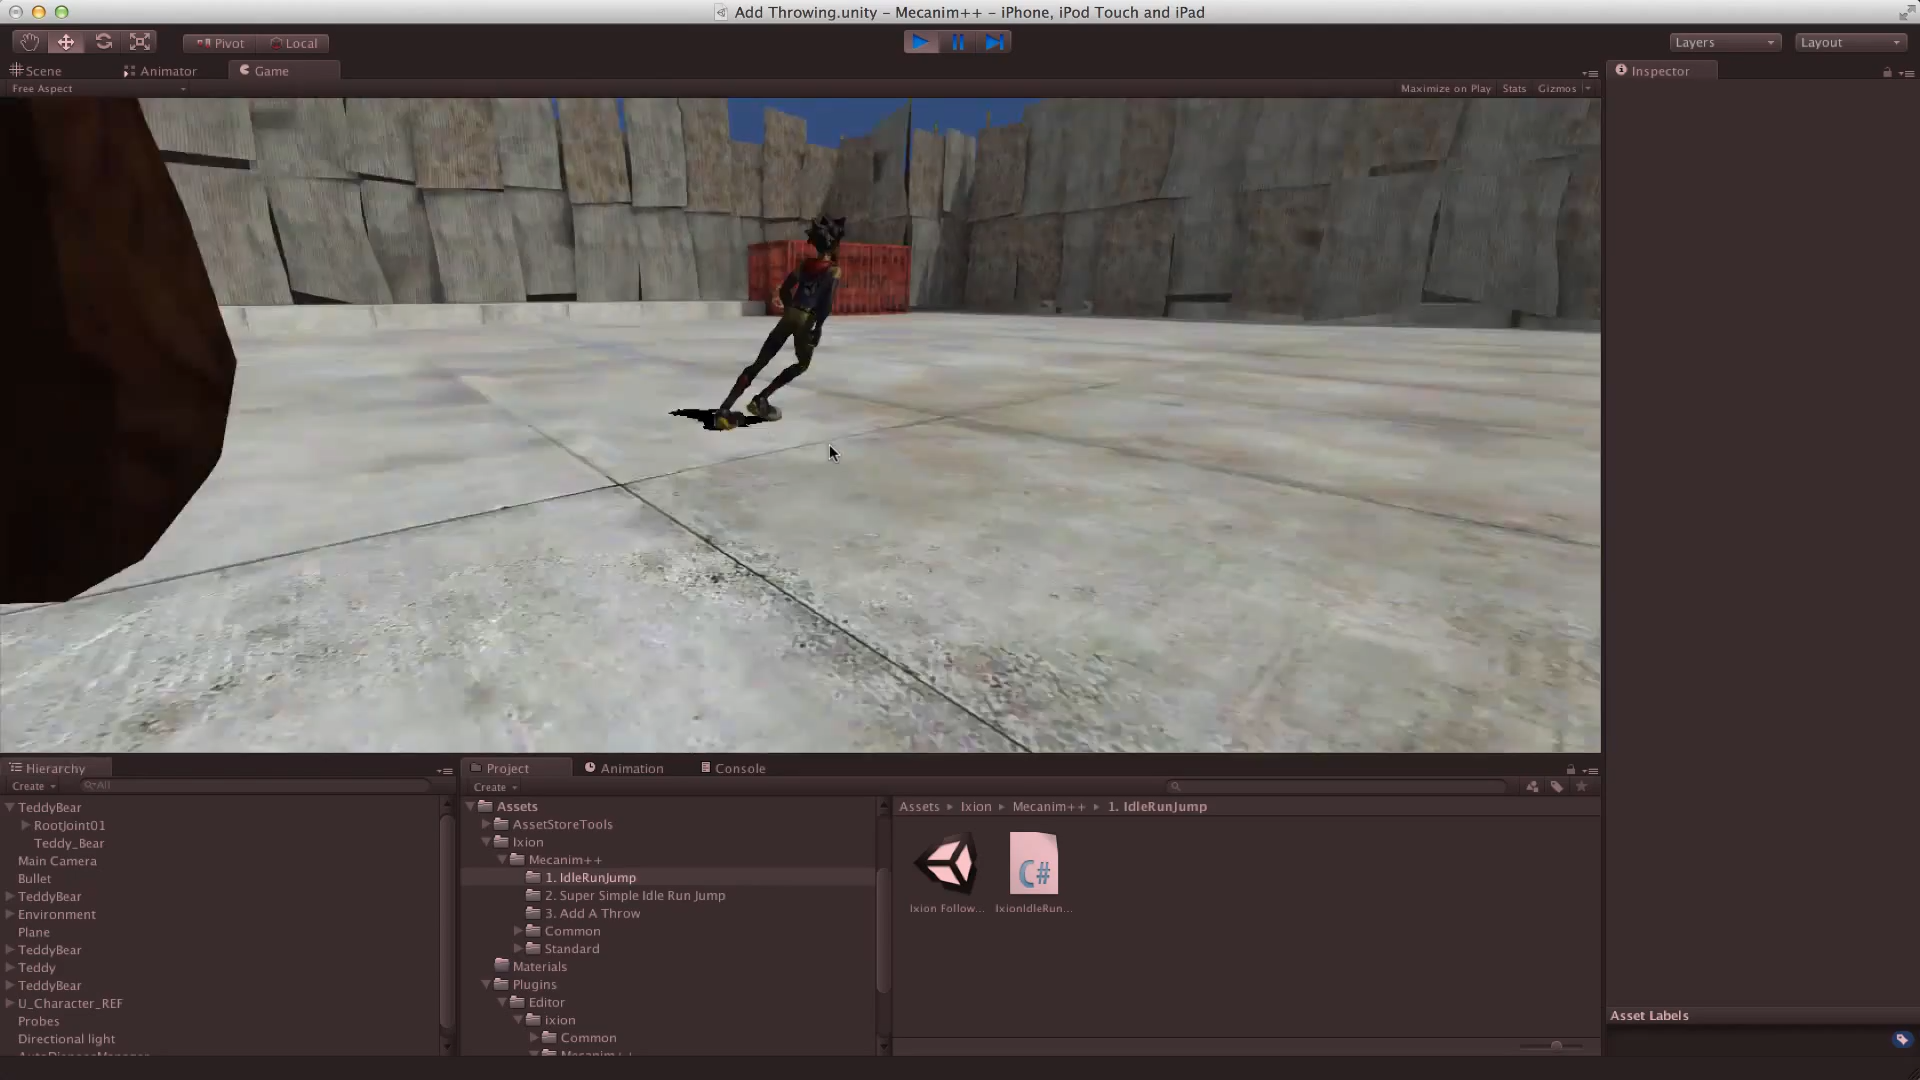 Add Throwing.unity – Mecanim++ – iPhone, iPod Touch and iPad
Pivot Local Layers Layout
Scene Animator Game Inspector
Free Aspect Maximize on Play Stats Gizmos
Hierarchy
Create All
TeddyBear
RootJoint01
Teddy_Bear
Main Camera
Bullet
TeddyBear
Environment
Plane
TeddyBear
Teddy
TeddyBear
U_Character_REF
Probes
Directional light
Project Animation Console
Create
Assets
AssetStoreTools
Ixion
Mecanim++
1. IdleRunJump
2. Super Simple Idle Run Jump
3. Add A Throw
Common
Standard
Materials
Plugins
Editor
ixion
Common
Mecanim++
Assets Ixion Mecanim++ 1. IdleRunJump
C#
Ixion Follow... IxionIdleRun...
Asset Labels